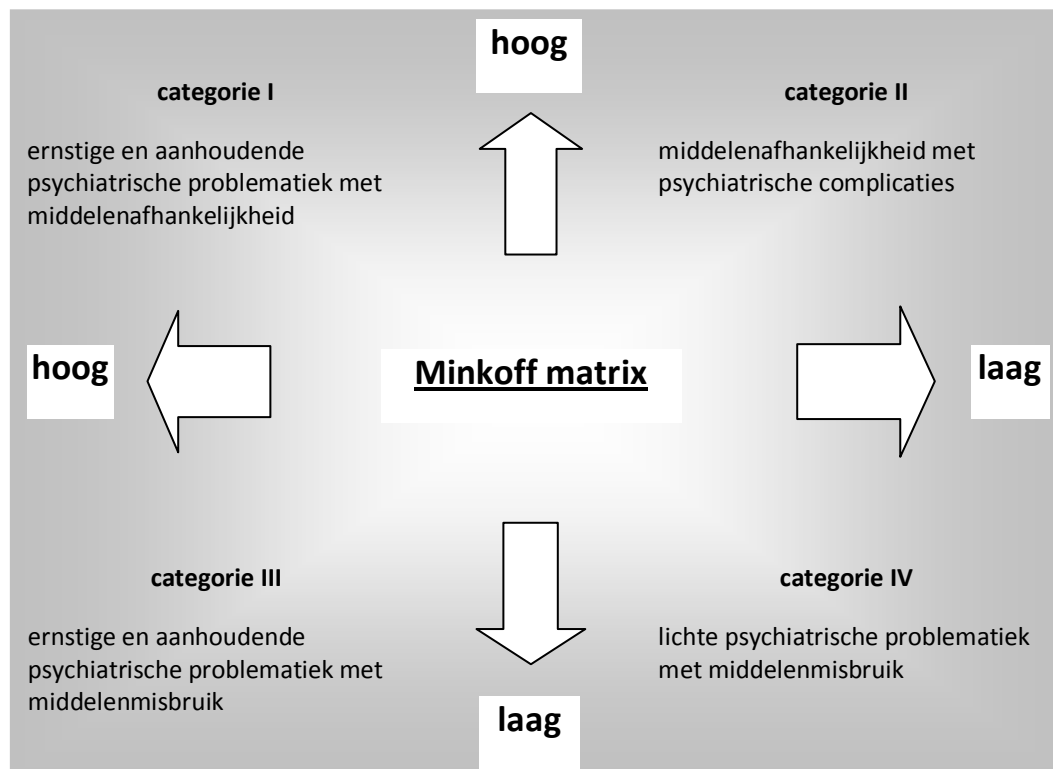 hoog
categorie I
ernstige en aanhoudende
psychiatrische problematiek met
middelenafhankelijkheid
categorie II
middelenafhankelijkheid met
psychiatrische complicaties
hoog
Minkoff matrix
laag
categorie III
ernstige en aanhoudende
psychiatrische problematiek met
middelenmisbruik
categorie IV
lichte psychiatrische problematiek
met middelenmisbruik
laag